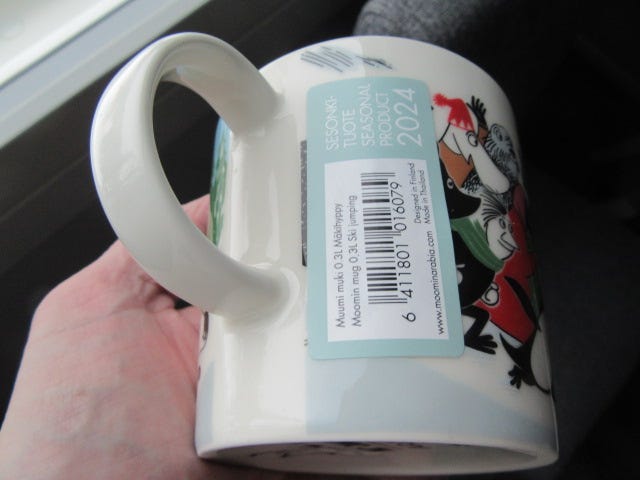 SESONKI-
TUOTE
SEASONAL
PRODUCT
2024
Muumi muki 0.3L Mäkihyppy
Moomin mug 0,3L Ski jumping
6 411801 016079
Designed in Finland
Made in Thailand
www.moominarabia.com